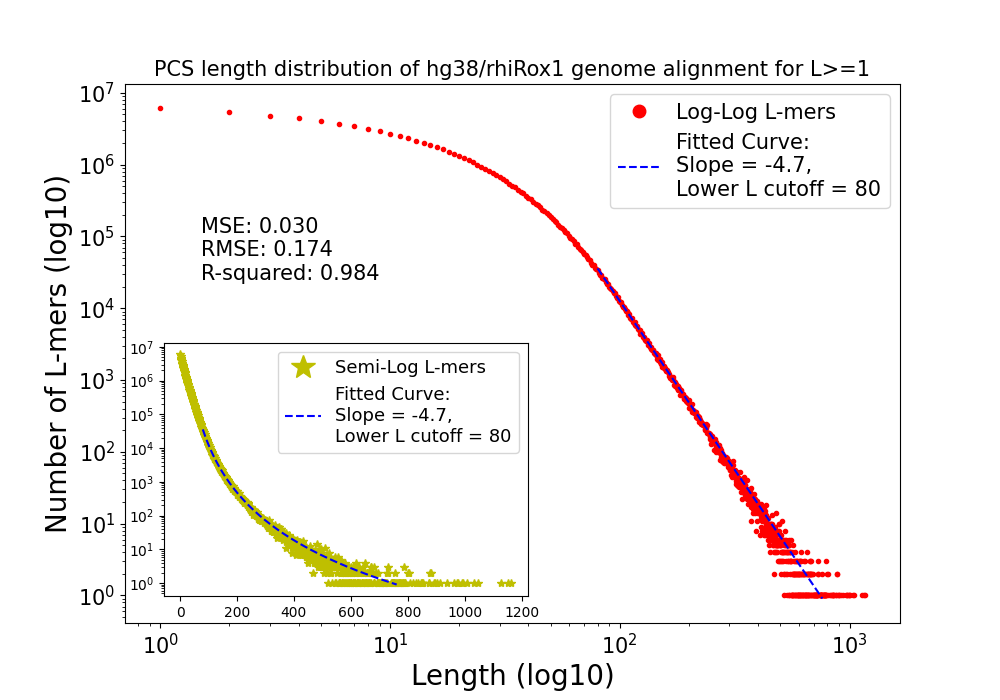 PCS length distribution of hg38/rhiRox1 genome alignment for L>=1
Number of L-mers (log10)
10^7
10^6
10^5
10^4
10^3
10^2
10^1
10^0
Log-Log L-mers
Fitted Curve:
Slope = -4.7,
Lower L cutoff = 80
MSE: 0.030
RMSE: 0.174
R-squared: 0.984
10^7
10^6
10^5
10^4
10^3
10^2
10^1
10^0
Semi-Log L-mers
Fitted Curve:
Slope = -4.7,
Lower L cutoff = 80
0 200 400 600 800 1000 1200
10^0 10^1 10^2 10^3
Length (log10)